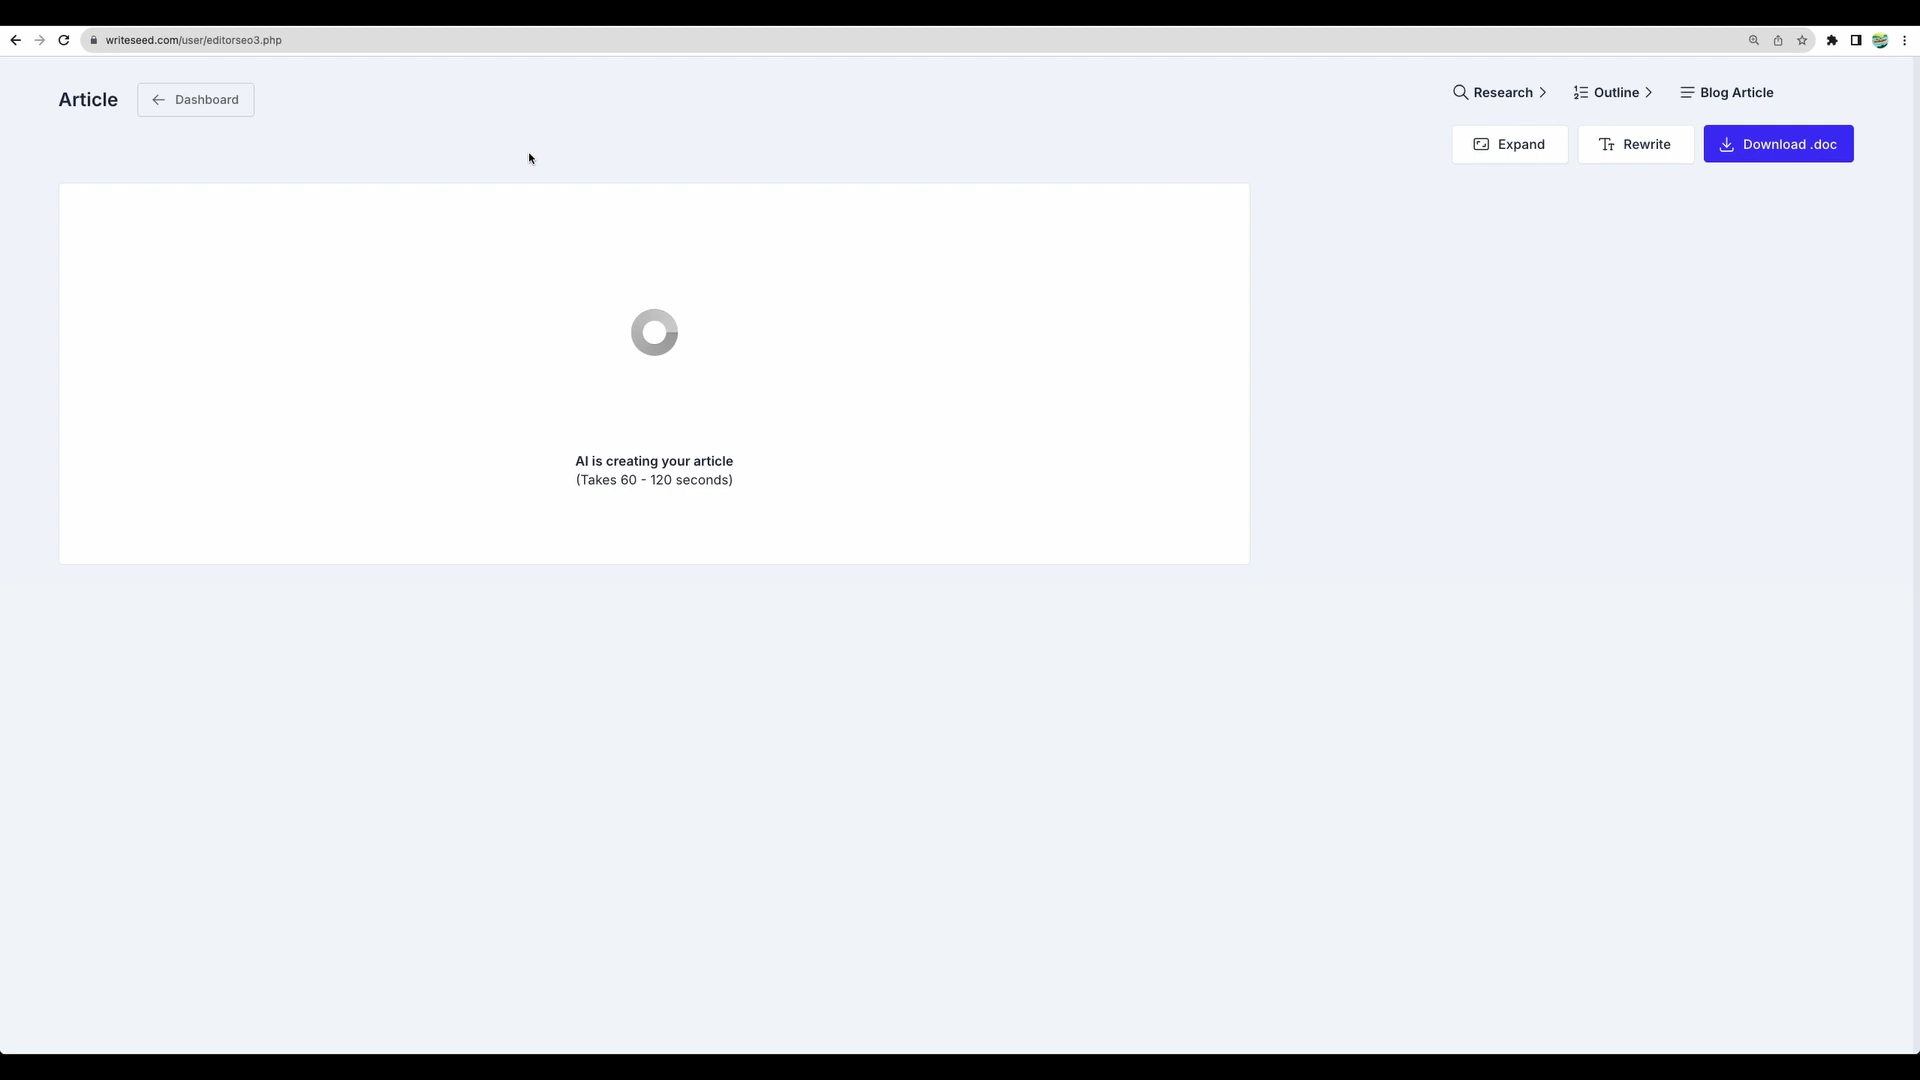 writeseed.com/user/editorseo3.php
Article
Dashboard
Research
Outline
Blog Article
Expand
Rewrite
Download .doc
AI is creating your article
(Takes 60 - 120 seconds)